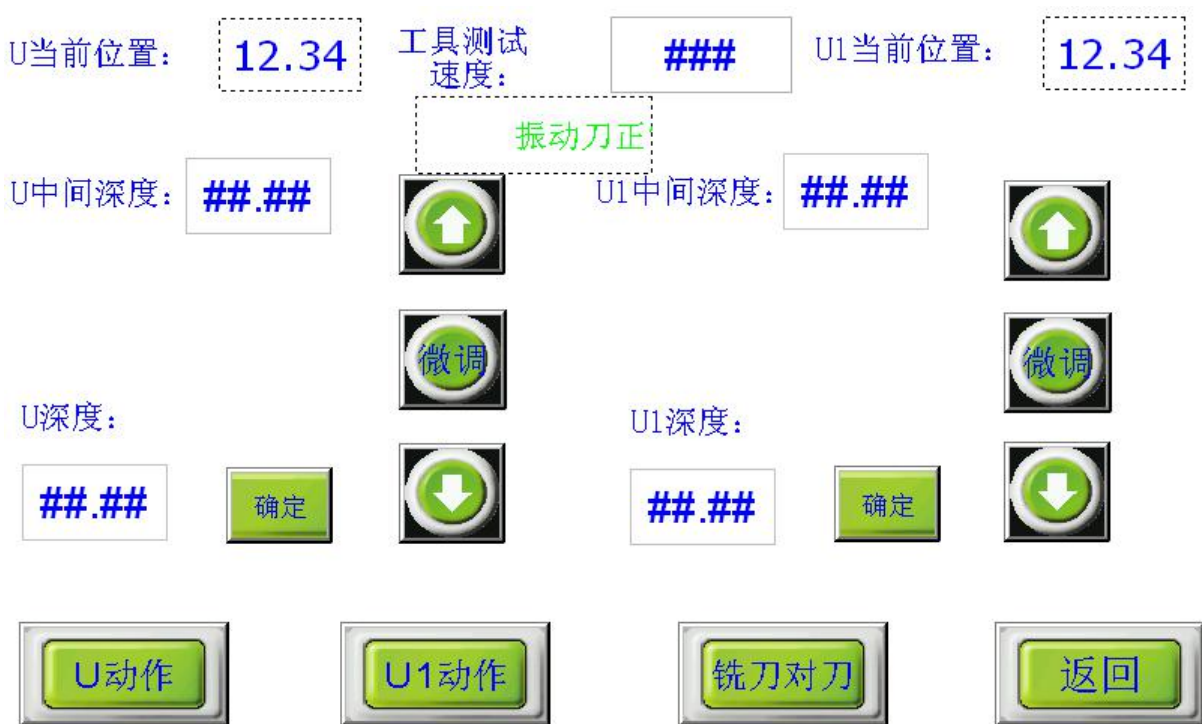 U当前位置：
12.34
工具测试
速度：
###
U1当前位置：
12.34
振动刀正
U中间深度：
##.##
U1中间深度：
##.##
微调
微调
U深度：
U1深度：
##.##
确定
##.##
确定
U动作
U1动作
铣刀对刀
返回